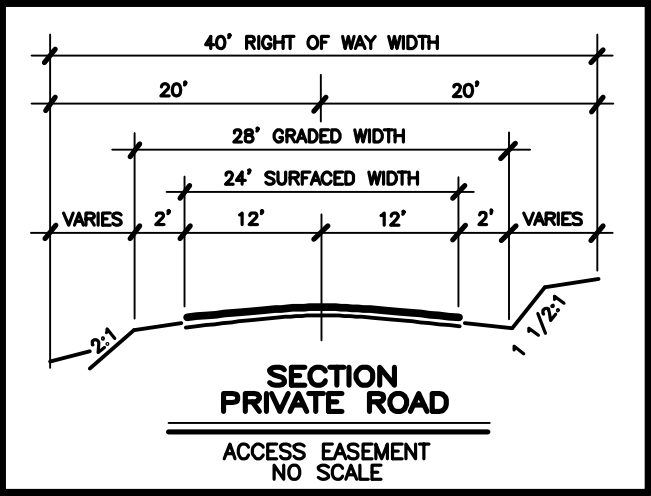 40' RIGHT OF WAY WIDTH
20' 20'
28' GRADED WIDTH
24' SURFACED WIDTH
VARIES 2' 12' 12' 2' VARIES
2:1
1 1/2:1
SECTION
PRIVATE ROAD
ACCESS EASEMENT
NO SCALE